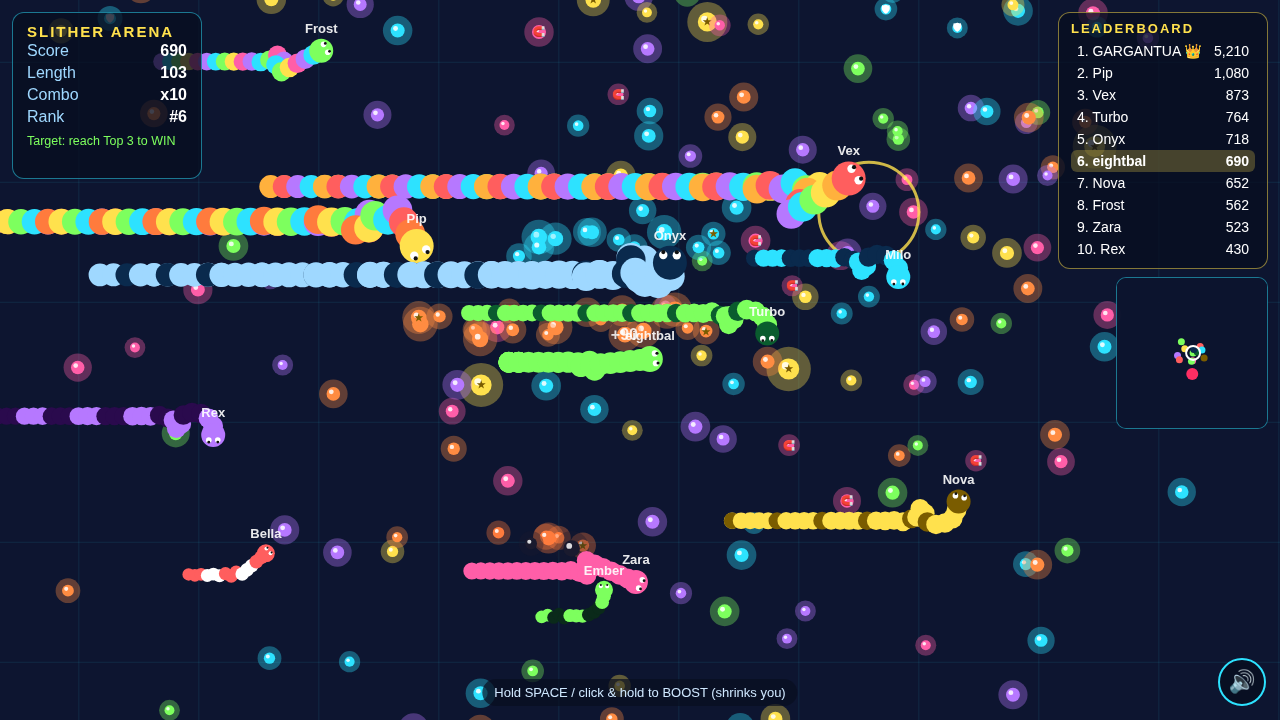 SLITHER ARENA
Score 690
Length 103
Combo x10
Rank #6
Target: reach Top 3 to WIN
LEADERBOARD
1. GARGANTUA 👑 5,210
2. Pip 1,080
3. Vex 873
4. Turbo 764
5. Onyx 718
6. eightbal 690
7. Nova 652
8. Frost 562
9. Zara 523
10. Rex 430
Frost
Vex
Pip
Onyx
Milo
Turbo
eightbal
Rex
Nova
Bella
Zara
Ember
Hold SPACE / click & hold to BOOST (shrinks you)